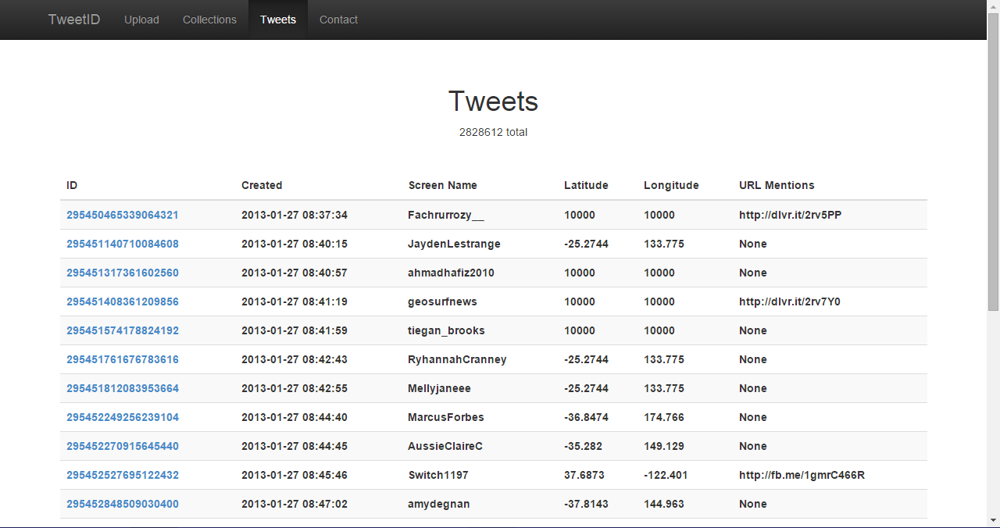 TweetID Upload Collections Tweets Contact
Tweets
2828612 total
ID Created Screen Name Latitude Longitude URL Mentions
295450465339064321 2013-01-27 08:37:34 Fachrurrozy__ 10000 10000 http://dlvr.it/2rv5PP
295451140710084608 2013-01-27 08:40:15 JaydenLestrange -25.2744 133.775 None
295451317361602560 2013-01-27 08:40:57 ahmadhafiz2010 10000 10000 None
295451408361209856 2013-01-27 08:41:19 geosurfnews 10000 10000 http://dlvr.it/2rv7Y0
295451574178824192 2013-01-27 08:41:59 tiegan_brooks 10000 10000 None
295451761676783616 2013-01-27 08:42:43 RyhannahCranney -25.2744 133.775 None
295451812083953664 2013-01-27 08:42:55 Mellyjaneee -25.2744 133.775 None
295452249256239104 2013-01-27 08:44:40 MarcusForbes -36.8474 174.766 None
295452270915645440 2013-01-27 08:44:45 AussieClaireC -35.282 149.129 None
295452527695122432 2013-01-27 08:45:46 Switch1197 37.6873 -122.401 http://fb.me/1gmrC466R
295452848509030400 2013-01-27 08:47:02 amydegnan -37.8143 144.963 None